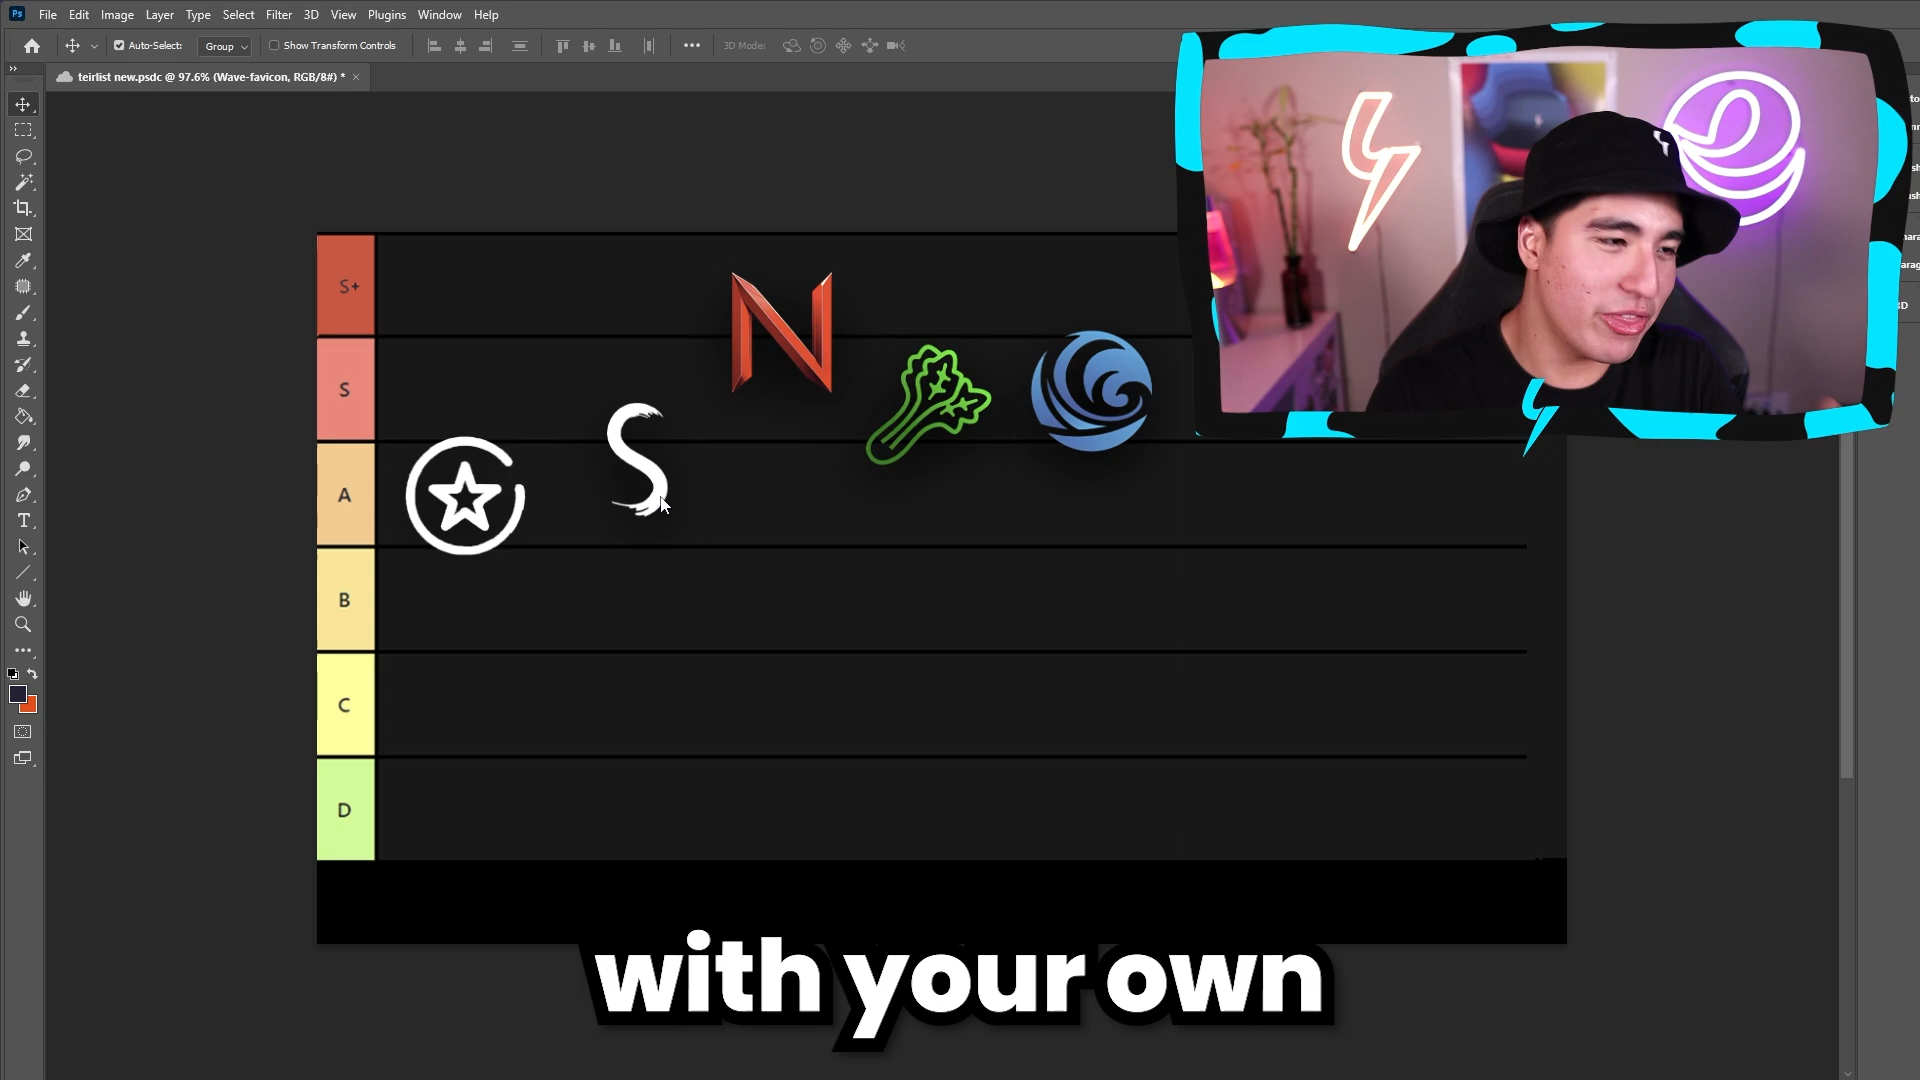 Ps File Edit Image Layer Type Select Filter 3D View Plugins Window Help
Auto-Select: Group Show Transform Controls ••• 3D Mode:
teirlist new.psdc @ 97.6% (Wave-favicon, RGB/8#) * ×
S+
N
S
S
A
B
C
D
with your own